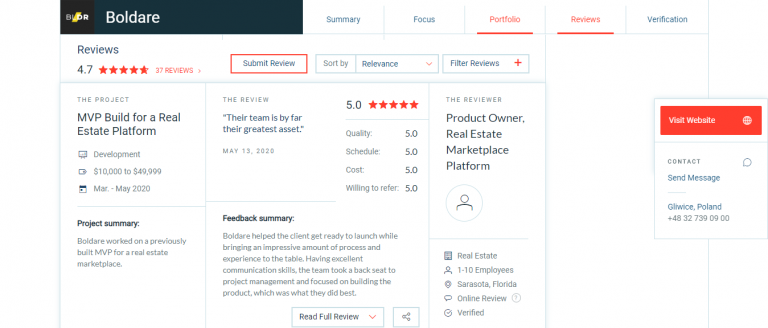 BLDR
Boldare
Summary
Focus
Portfolio
Reviews
Verification
Reviews
4.7
37 REVIEWS
Submit Review
Sort by
Relevance
Filter Reviews
THE PROJECT
MVP Build for a Real
Estate Platform
Development
$10,000 to $49,999
Mar. - May 2020
Project summary:
Boldare worked on a previously
built MVP for a real estate
marketplace.
THE REVIEW
"Their team is by far
their greatest asset."
MAY 13, 2020
5.0
Quality: 5.0
Schedule: 5.0
Cost: 5.0
Willing to refer: 5.0
Feedback summary:
Boldare helped the client get ready to launch while
bringing an impressive amount of process and
experience to the table. Having excellent
communication skills, the team took a back seat to
project management and focused on building the
product, which was what they did best.
Read Full Review
THE REVIEWER
Product Owner,
Real Estate
Marketplace
Platform
Real Estate
1-10 Employees
Sarasota, Florida
Online Review
Verified
Visit Website
CONTACT
Send Message
Gliwice, Poland
+48 32 739 09 00